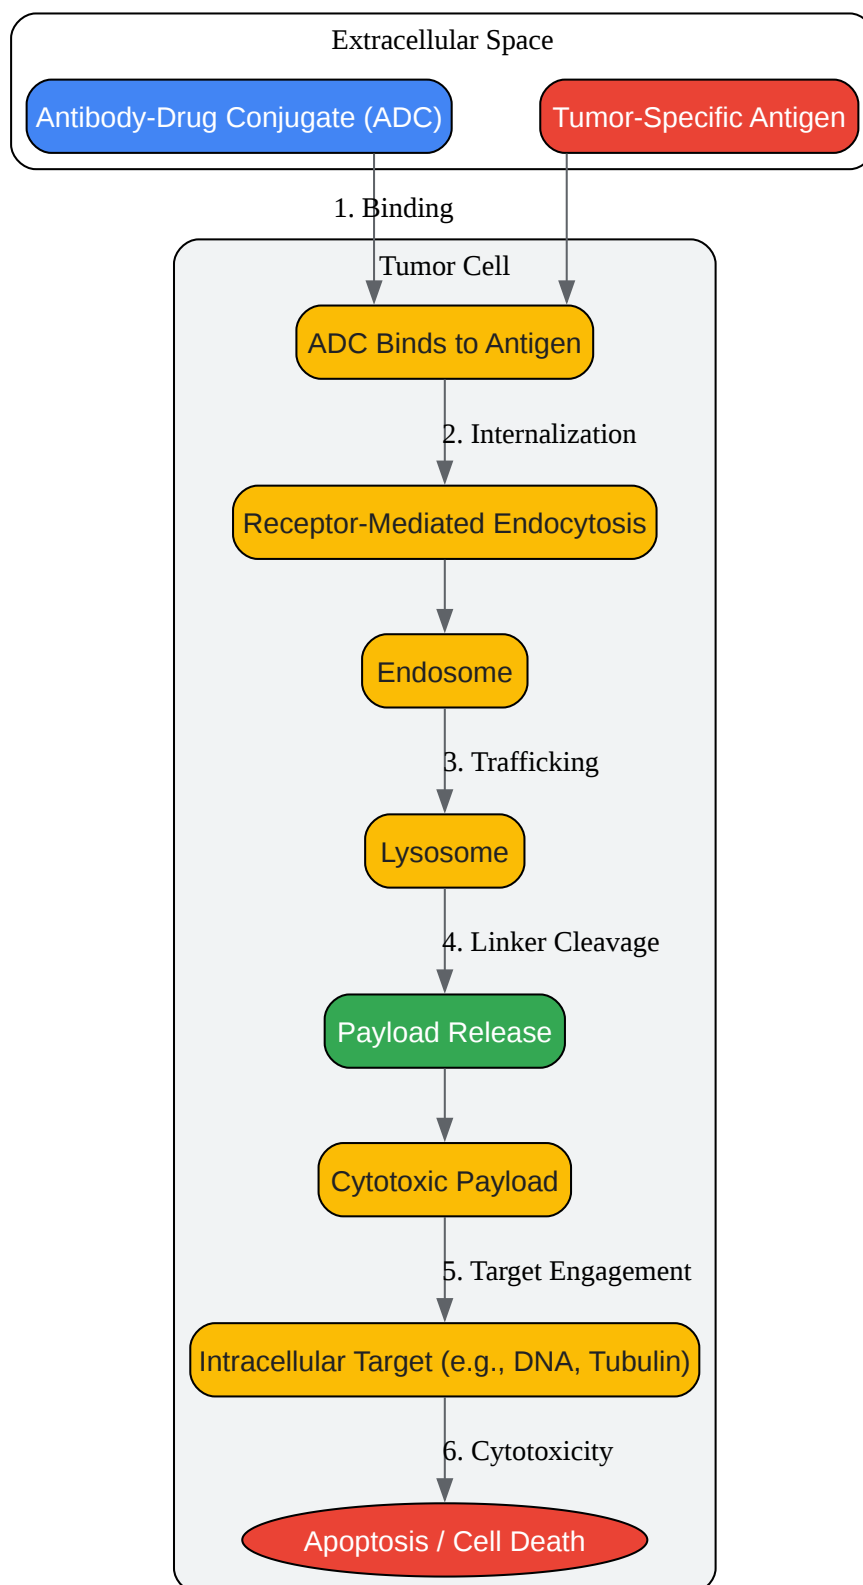 Extracellular Space
Antibody-Drug Conjugate (ADC)
Tumor-Specific Antigen
1. Binding
Tumor Cell
ADC Binds to Antigen
2. Internalization
Receptor-Mediated Endocytosis
Endosome
3. Trafficking
Lysosome
4. Linker Cleavage
Payload Release
Cytotoxic Payload
5. Target Engagement
Intracellular Target (e.g., DNA, Tubulin)
6. Cytotoxicity
Apoptosis / Cell Death